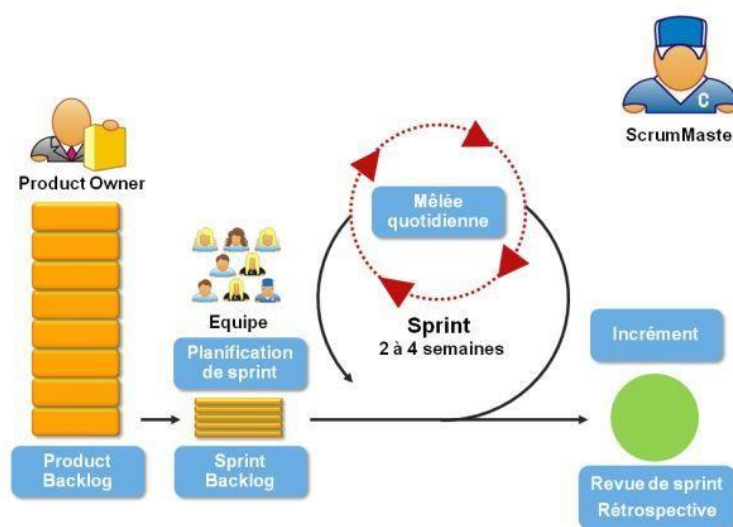 C
ScrumMaster
Product Owner
Mêlée
quotidienne
Equipe
Sprint
2 à 4 semaines
Planification
de sprint
Incrément
Product
Backlog
Sprint
Backlog
Revue de sprint
Rétrospective